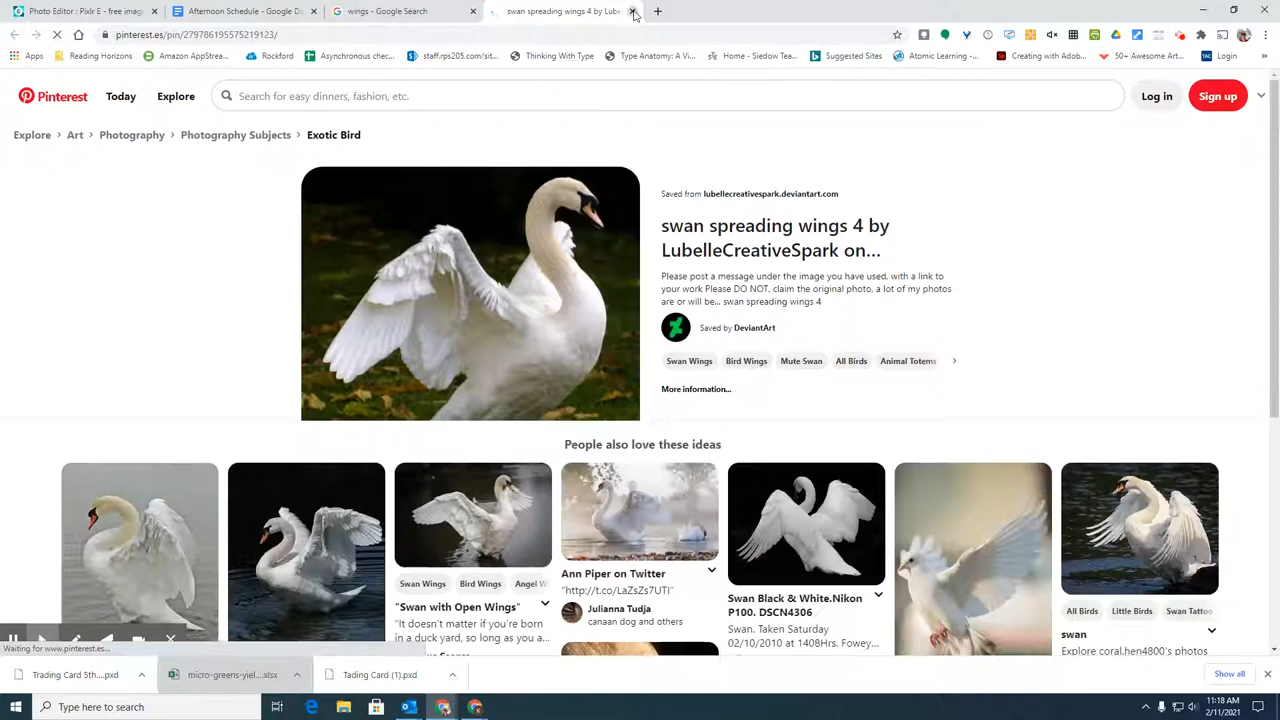 Photo Editor : Pixlr E - free imag
Afternoon Schedule - Google Do
wings - Google Search
swan spreading wings 4 by Lube
pinterest.es/pin/279786195575219123/
Apps
Reading Horizons
Amazon AppStrea...
Rockford
Asynchronous chec...
staff.rps205.com/sit...
Thinking With Type
Type Anatomy: A Vi...
Home - Siedow Tea...
Suggested Sites
Atomic Learning -...
Creating with Adob...
50+ Awesome Art...
Login
Pinterest
Today
Explore
Search for easy dinners, fashion, etc.
Log in
Sign up
Explore > Art > Photography > Photography Subjects > Exotic Bird
Saved from lubellecreativespark.deviantart.com
swan spreading wings 4 by
LubelleCreativeSpark on...
Please post a message under the image you have used, with a link to
your work Please DO NOT, claim the original photo, a lot of my photos
are or will be... swan spreading wings 4
Saved by DeviantArt
Swan Wings
Bird Wings
Mute Swan
All Birds
Animal Totems
More information...
People also love these ideas
Swan Wings
Bird Wings
Angel W
"Swan with Open Wings"
"It doesn't matter if you're born
in a duck yard, so long as you a...
Ann Piper on Twitter
"http://t.co/LaZsZs7UTI"
Julianna Tudja
canaan dog and others
Swan Black & White.Nikon
P100. DSCN4306
Swan. Taken Saturday
02/10/2010 at 1408Hrs. Fowey...
All Birds
Little Birds
Swan Tattoo
swan
Explore coral.hen4800's photos
Waiting for www.pinterest.es...
Trading Card 5th....pxd
micro-greens-yiel...xlsx
Tading Card (1).pxd
Show all
Type here to search
11:18 AM
2/11/2021